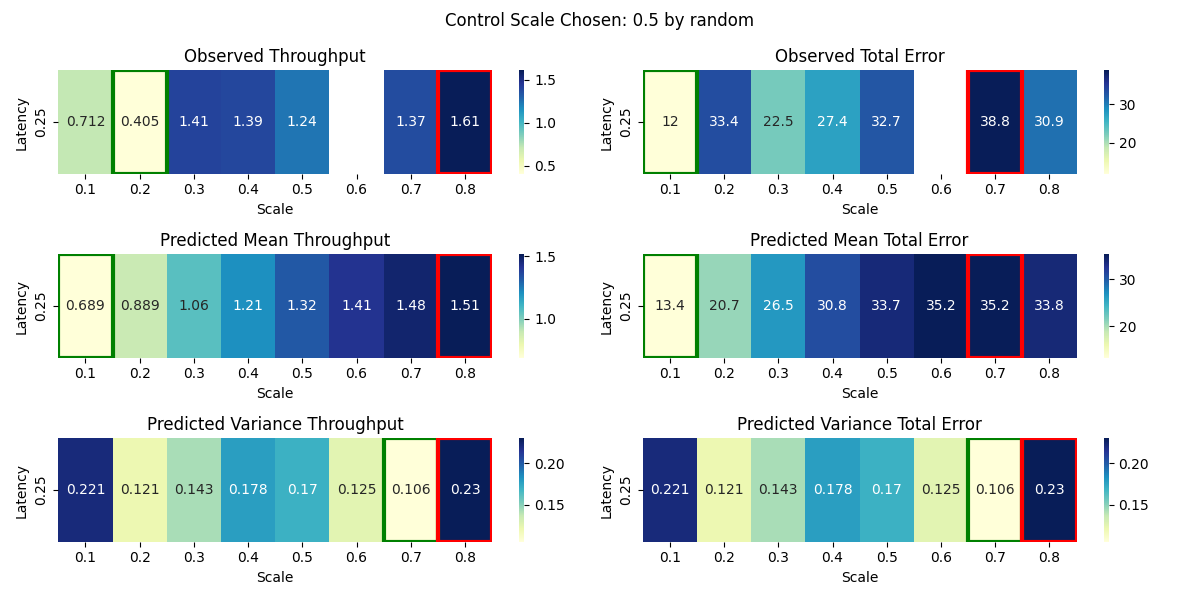 Control Scale Chosen: 0.5 by random
Observed Throughput
Latency
0.25
0.712 0.405 1.41 1.39 1.24 1.37 1.61
0.1 0.2 0.3 0.4 0.5 0.6 0.7 0.8
Scale
1.5
1.0
0.5
Observed Total Error
Latency
0.25
12 33.4 22.5 27.4 32.7 38.8 30.9
0.1 0.2 0.3 0.4 0.5 0.6 0.7 0.8
Scale
30
20
Predicted Mean Throughput
Latency
0.25
0.689 0.889 1.06 1.21 1.32 1.41 1.48 1.51
0.1 0.2 0.3 0.4 0.5 0.6 0.7 0.8
Scale
1.5
1.0
Predicted Mean Total Error
Latency
0.25
13.4 20.7 26.5 30.8 33.7 35.2 35.2 33.8
0.1 0.2 0.3 0.4 0.5 0.6 0.7 0.8
Scale
30
20
Predicted Variance Throughput
Latency
0.25
0.221 0.121 0.143 0.178 0.17 0.125 0.106 0.23
0.1 0.2 0.3 0.4 0.5 0.6 0.7 0.8
Scale
0.20
0.15
Predicted Variance Total Error
Latency
0.25
0.221 0.121 0.143 0.178 0.17 0.125 0.106 0.23
0.1 0.2 0.3 0.4 0.5 0.6 0.7 0.8
Scale
0.20
0.15